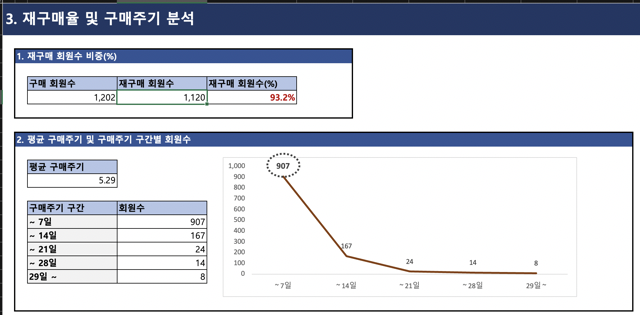 3. 재구매율 및 구매주기 분석
1. 재구매 회원수 비중(%)
구매 회원수 재구매 회원수 재구매 회원수(%)
1,202 1,120 93.2%
2. 평균 구매주기 및 구매주기 구간별 회원수
평균 구매주기
5.29
구매주기 구간 회원수
~ 7일 907
~ 14일 167
~ 21일 24
~ 28일 14
29일 ~ 8
1,000
900
800
700
600
500
400
300
200
100
0
907
167
24
14
8
~ 7일 ~ 14일 ~ 21일 ~ 28일 29일 ~